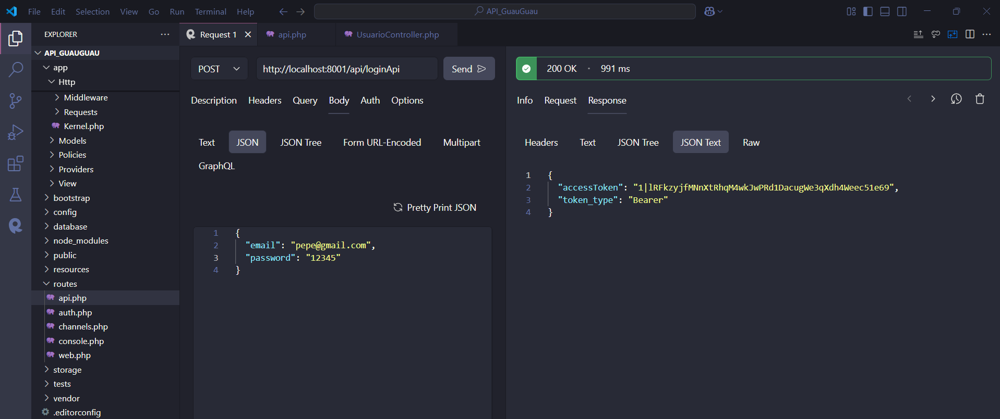 File Edit Selection View Go Run Terminal Help
API_GuauGuau
EXPLORER
Request 1
api.php
UsuarioController.php
API_GUAUGUAU
app
Http
Middleware
Requests
Kernel.php
Models
Policies
Providers
View
bootstrap
config
database
node_modules
public
resources
routes
api.php
auth.php
channels.php
console.php
web.php
storage
tests
vendor
.editorconfig
POST
http://localhost:8001/api/loginApi
Send
Description Headers Query Body Auth Options
Text JSON JSON Tree Form URL-Encoded Multipart
GraphQL
Pretty Print JSON
1 {
2 "email": "pepe@gmail.com",
3 "password": "12345"
4 }
200 OK · 991 ms
Info Request Response
Headers Text JSON Tree JSON Text Raw
1 {
2 "accessToken": "1|lRFkzyjfMNnXtRhqM4wkJwPRd1DacugWe3qXdh4Weec51e69",
3 "token_type": "Bearer"
4 }